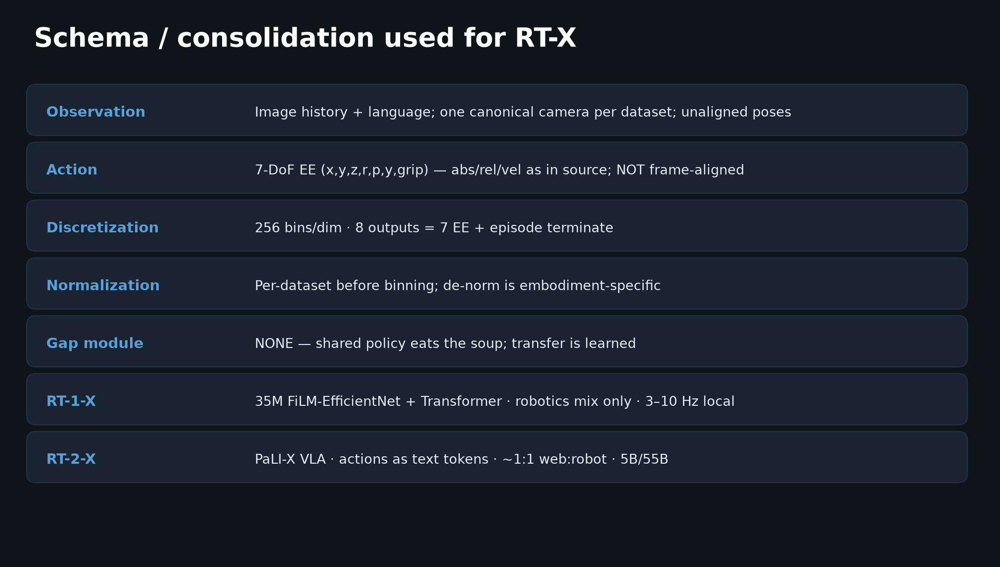 Schema / consolidation used for RT-X
Observation Image history + language; one canonical camera per dataset; unaligned poses
Action 7-DoF EE (x,y,z,r,p,y,grip) — abs/rel/vel as in source; NOT frame-aligned
Discretization 256 bins/dim · 8 outputs = 7 EE + episode terminate
Normalization Per-dataset before binning; de-norm is embodiment-specific
Gap module NONE — shared policy eats the soup; transfer is learned
RT-1-X 35M FiLM-EfficientNet + Transformer · robotics mix only · 3–10 Hz local
RT-2-X PaLI-X VLA · actions as text tokens · ~1:1 web:robot · 5B/55B